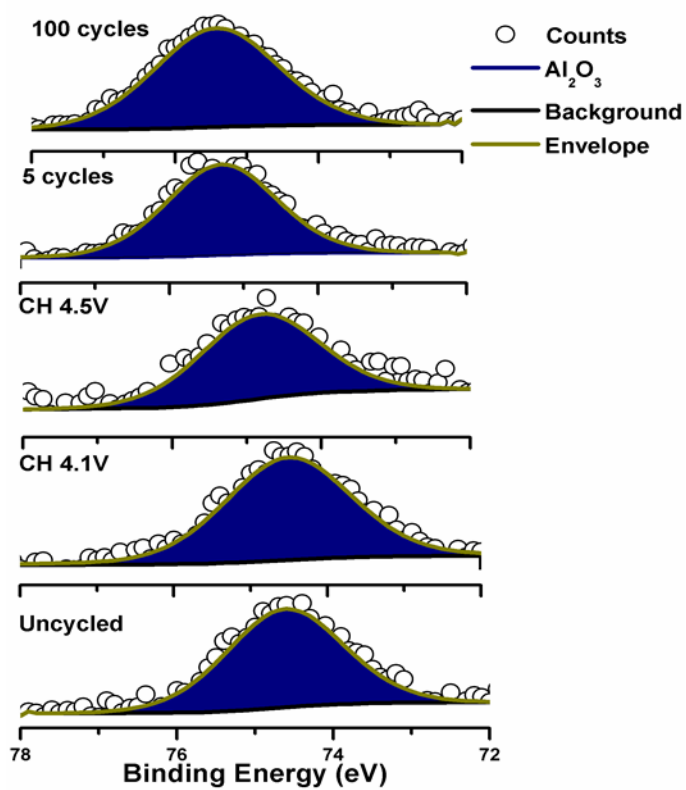 100 cycles
Counts
Al₂O₃
Background
Envelope
5 cycles
CH 4.5V
CH 4.1V
Uncycled
78 76 74 72
Binding Energy (eV)